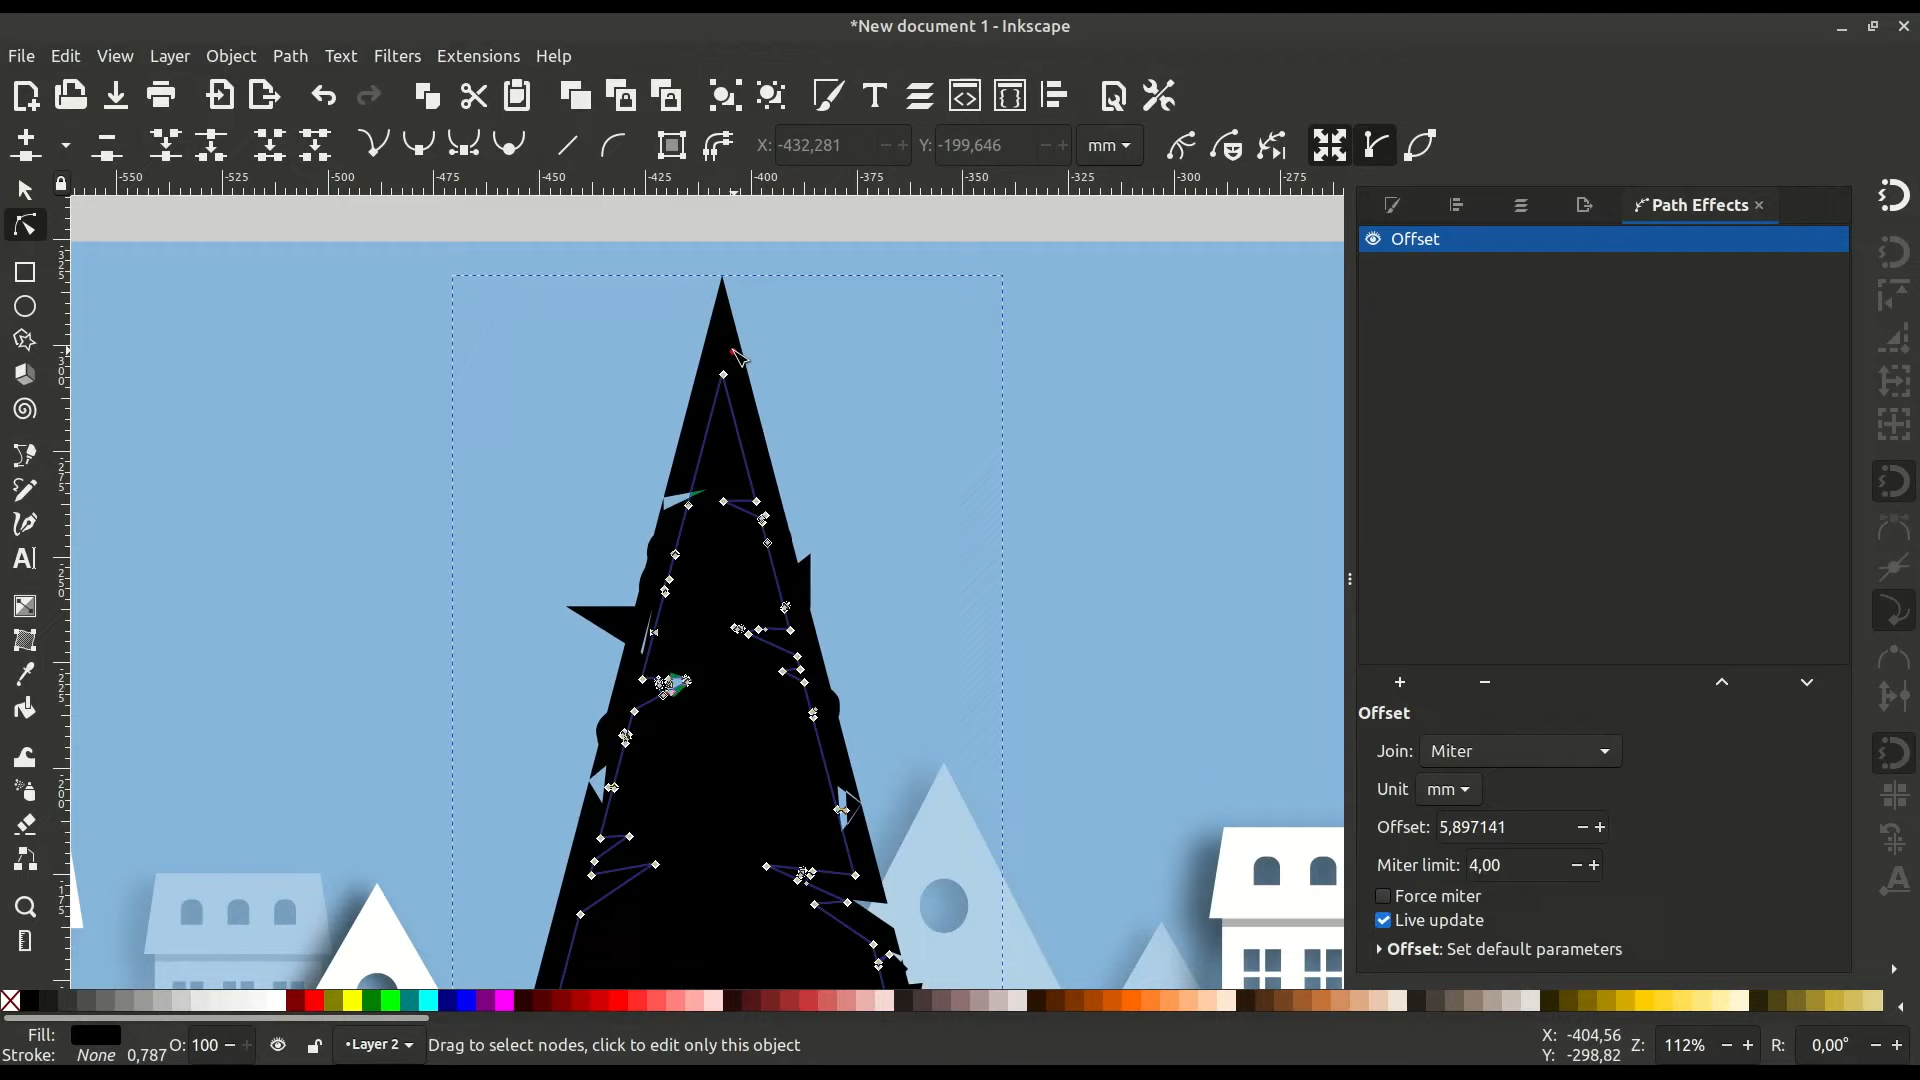 *New document 1 - Inkscape
File Edit View Layer Object Path Text Filters Extensions Help
X: -432,281 Y: -199,646 mm
-550 -525 -500 -475 -450 -425 -400 -375 -350 -325 -300 -275
Path Effects
Offset
Offset
Join: Miter
Unit mm
Offset: 5,897141
Miter limit: 4,00
Force miter
Live update
Offset: Set default parameters
Fill: O: 100 •Layer 2 Drag to select nodes, click to edit only this object X: -404,56 Z: 112% R: 0,00°
Stroke: None 0,787 Y: -298,82